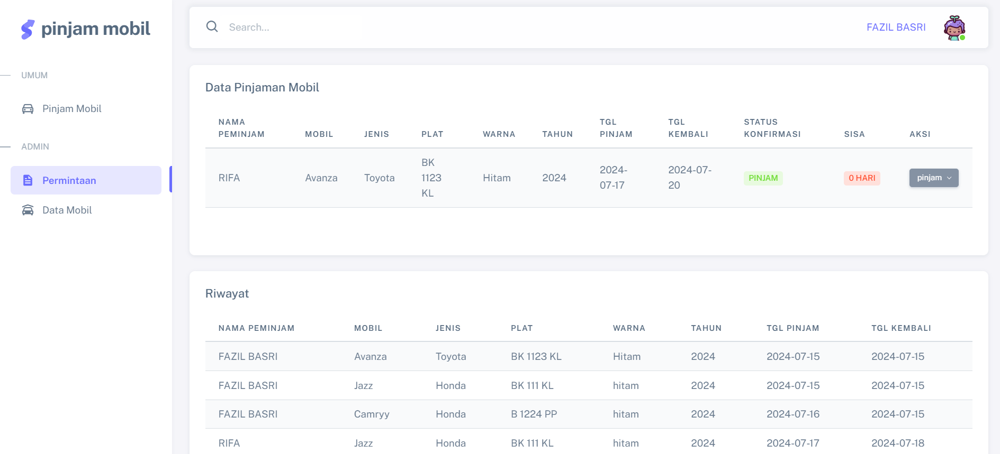 pinjam mobil
Search...
FAZIL BASRI
UMUM
Pinjam Mobil
ADMIN
Permintaan
Data Mobil
Data Pinjaman Mobil
NAMA PEMINJAM MOBIL JENIS PLAT WARNA TAHUN TGL PINJAM TGL KEMBALI STATUS KONFIRMASI SISA AKSI
RIFA Avanza Toyota BK 1123 KL Hitam 2024 2024-07-17 2024-07-20 PINJAM 0 HARI pinjam
Riwayat
NAMA PEMINJAM MOBIL JENIS PLAT WARNA TAHUN TGL PINJAM TGL KEMBALI
FAZIL BASRI Avanza Toyota BK 1123 KL Hitam 2024 2024-07-15 2024-07-15
FAZIL BASRI Jazz Honda BK 111 KL hitam 2024 2024-07-15 2024-07-15
FAZIL BASRI Camryy Honda B 1224 PP hitam 2024 2024-07-16 2024-07-15
RIFA Jazz Honda BK 111 KL hitam 2024 2024-07-17 2024-07-18